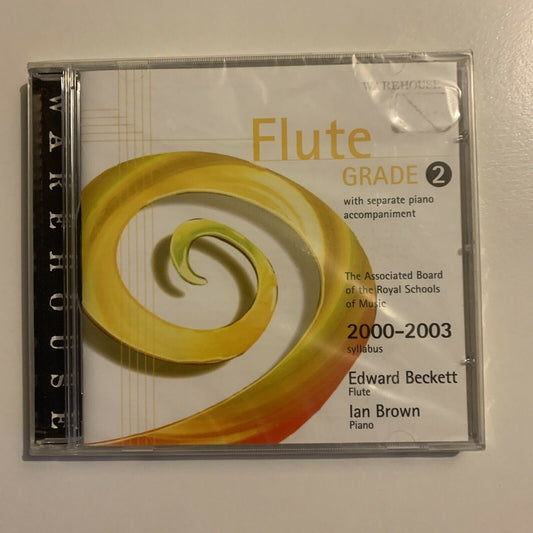 WAREHOUSE
WAREHOUSE
Flute
GRADE 2
with separate piano
accompaniment
The Associated Board
of the Royal Schools
of Music
2000-2003
syllabus
Edward Beckett
Flute
Ian Brown
Piano